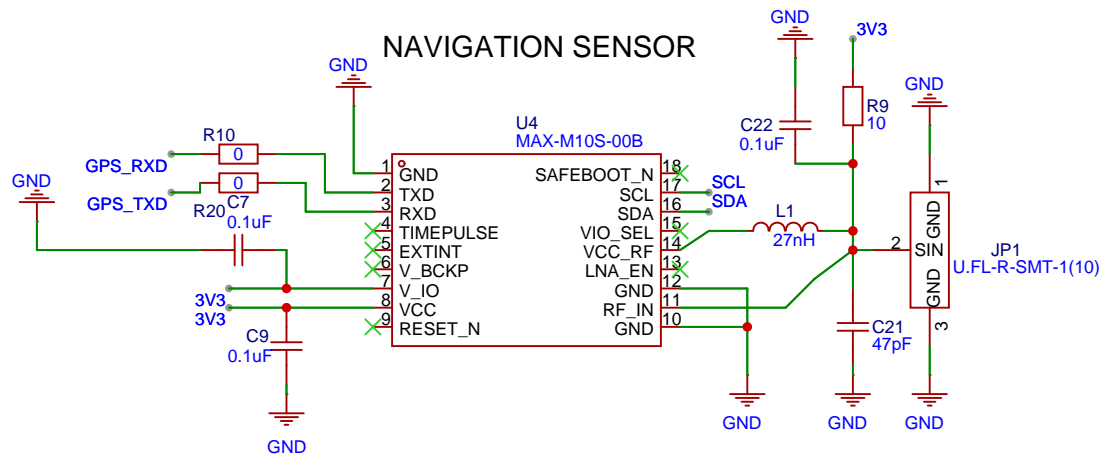 NAVIGATION SENSOR
GND
3V3
GND
GND
R9
10
C22
0.1uF
U4
MAX-M10S-00B
R10
0
GPS_RXD
GND
GPS_TXD
0
R20
C7
0.1uF
1 GND
2 TXD
3 RXD
4 TIMEPULSE
5 EXTINT
6 V_BCKP
7 V_IO
8 VCC
9 RESET_N
SAFEBOOT_N 18
SCL 17
SDA 16
VIO_SEL 15
VCC_RF 14
LNA_EN 13
GND 12
RF_IN 11
GND 10
SCL
SDA
3V3
3V3
C9
0.1uF
GND
L1
27nH
1
GND
2 SIN
GND
3
JP1
U.FL-R-SMT-1(10)
C21
47pF
GND
GND
GND